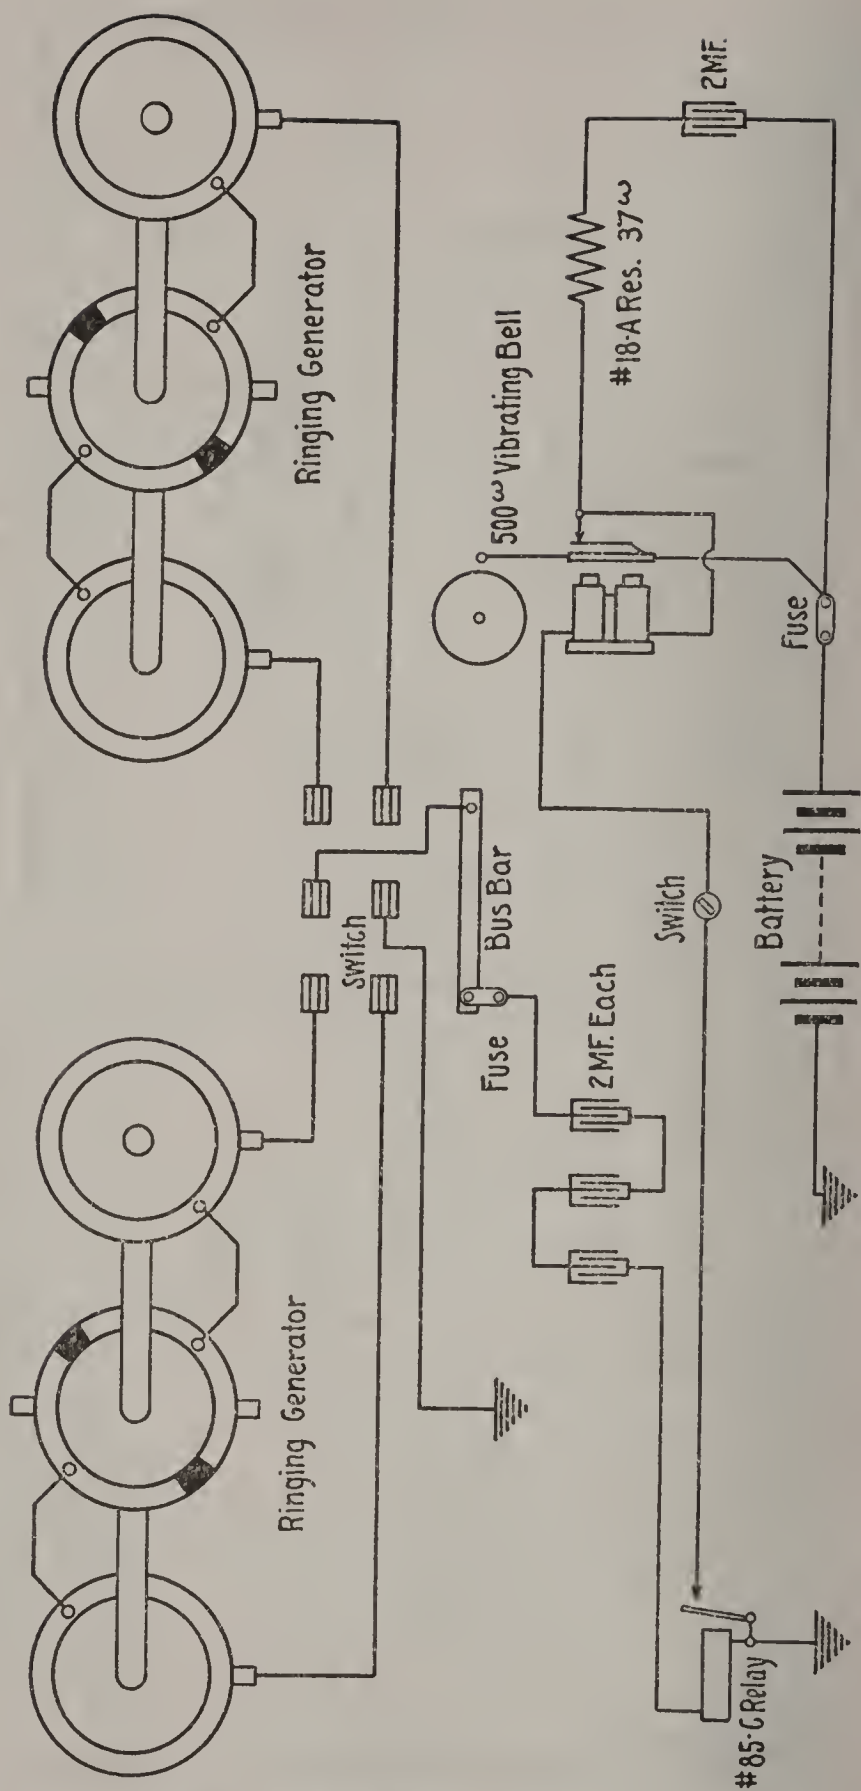 Ringing Generator
Ringing Generator
Switch
500ω Vibrating Bell
2MF.
Bus Bar
#18-A Res. 37ω
Fuse
2MF. Each
Switch
Fuse
Battery
#85-C Relay